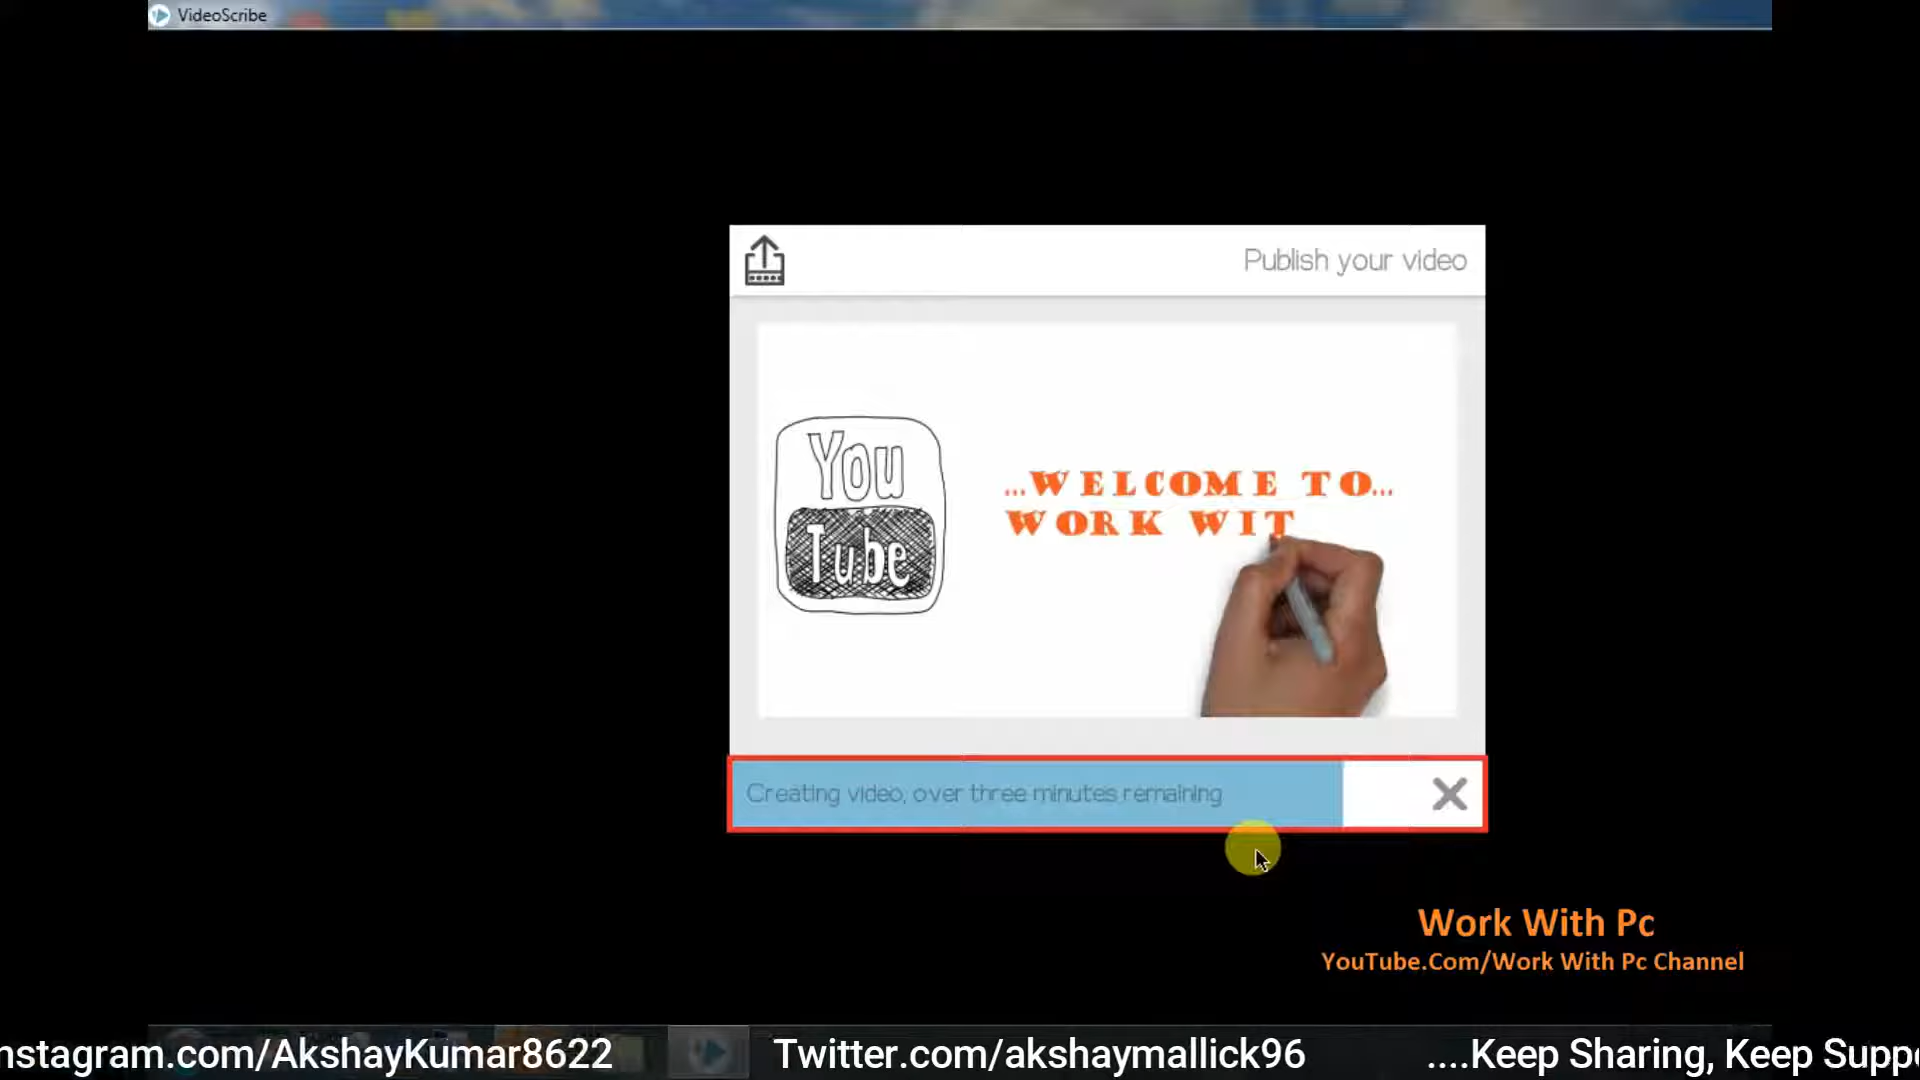 VideoScribe
Publish your video
You
Tube
...WELCOME TO...
WORK WIT
Creating video, over three minutes remaining
Work With Pc
YouTube.Com/Work With Pc Channel
nstagram.com/AkshayKumar8622 Twitter.com/akshaymallick96 ....Keep Sharing, Keep Supp